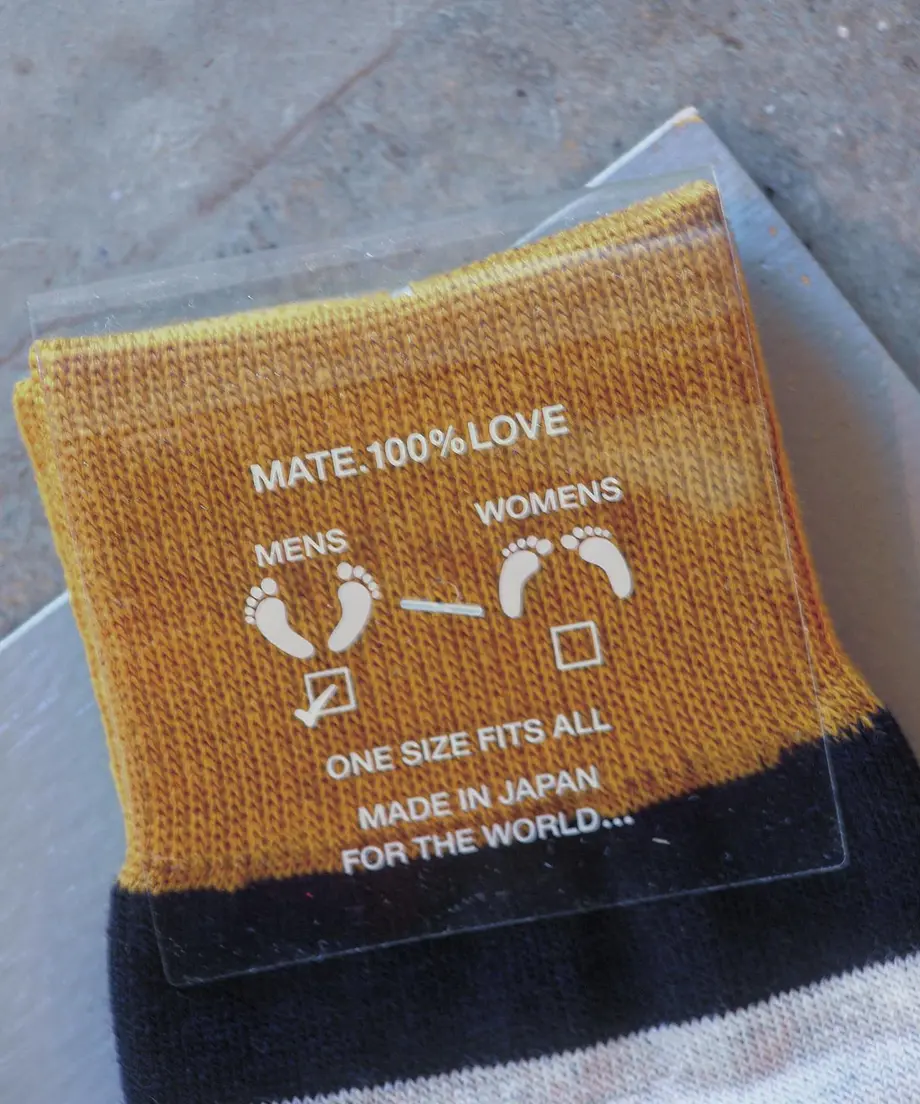 MATE.100%LOVE
MENS
WOMENS
ONE SIZE FITS ALL
MADE IN JAPAN
FOR THE WORLD...